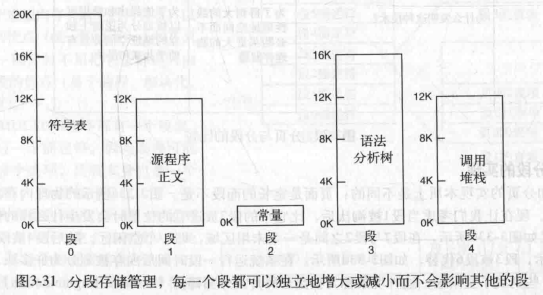 20K
16K
12K
符号表
8K
4K
0K
段
0
12K
8K
源程序
正文
4K
0K
段
1
常量
0K
段
2
16K
12K
语法
分析树
8K
4K
0K
段
3
12K
8K
调用
堆栈
4K
0K
段
4
图3-31 分段存储管理，每一个段都可以独立地增大或减小而不会影响其他的段